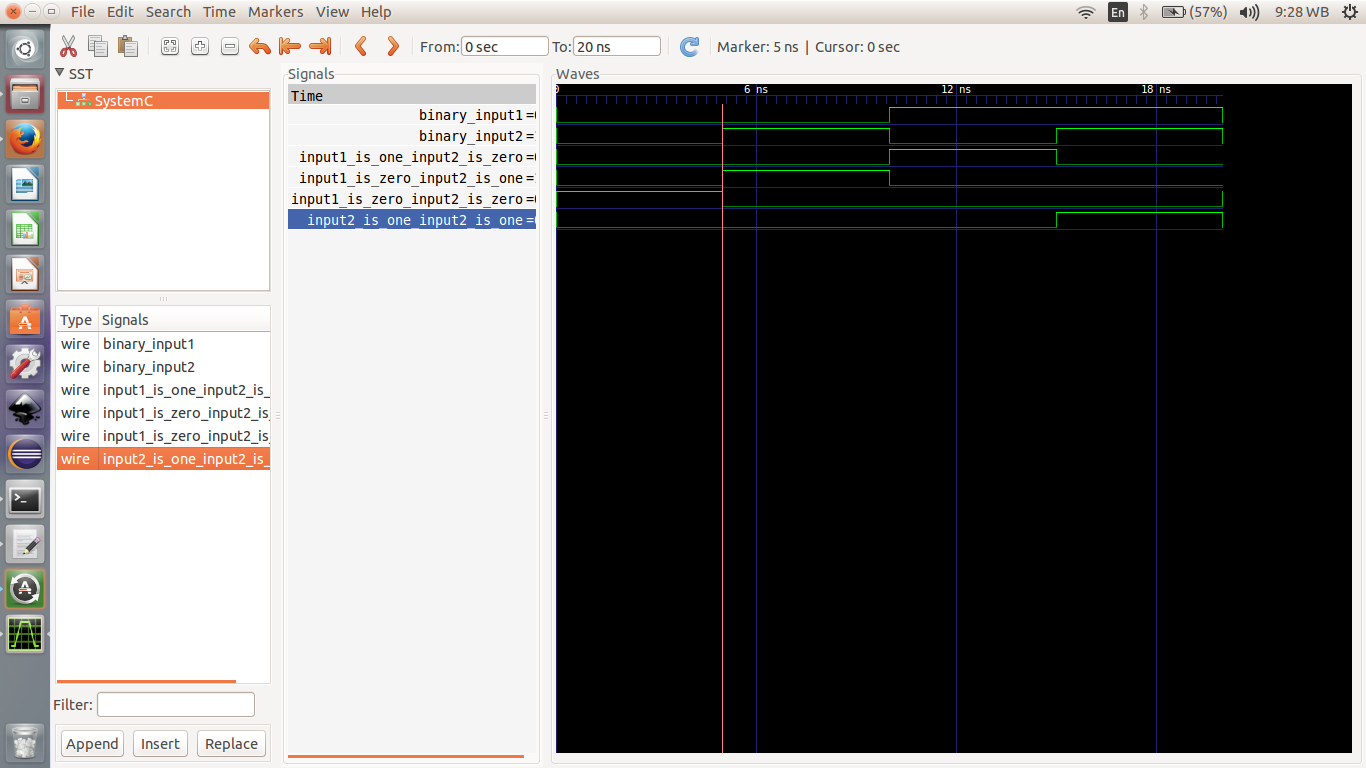 File Edit Search Time Markers View Help
En (57%) 9:28 WB
From: 0 sec To: 20 ns Marker: 5 ns | Cursor: 0 sec
SST
SystemC
Type Signals
wire binary_input1
wire binary_input2
wire input1_is_one_input2_is_
wire input1_is_zero_input2_is
wire input1_is_zero_input2_is
wire input2_is_one_input2_is_
Filter:
Append Insert Replace
Signals
Time
binary_input1 =0
binary_input2 =1
input1_is_one_input2_is_zero =0
input1_is_zero_input2_is_one =1
input1_is_zero_input2_is_zero =0
input2_is_one_input2_is_one =0
Waves
0 6 ns 12 ns 18 ns